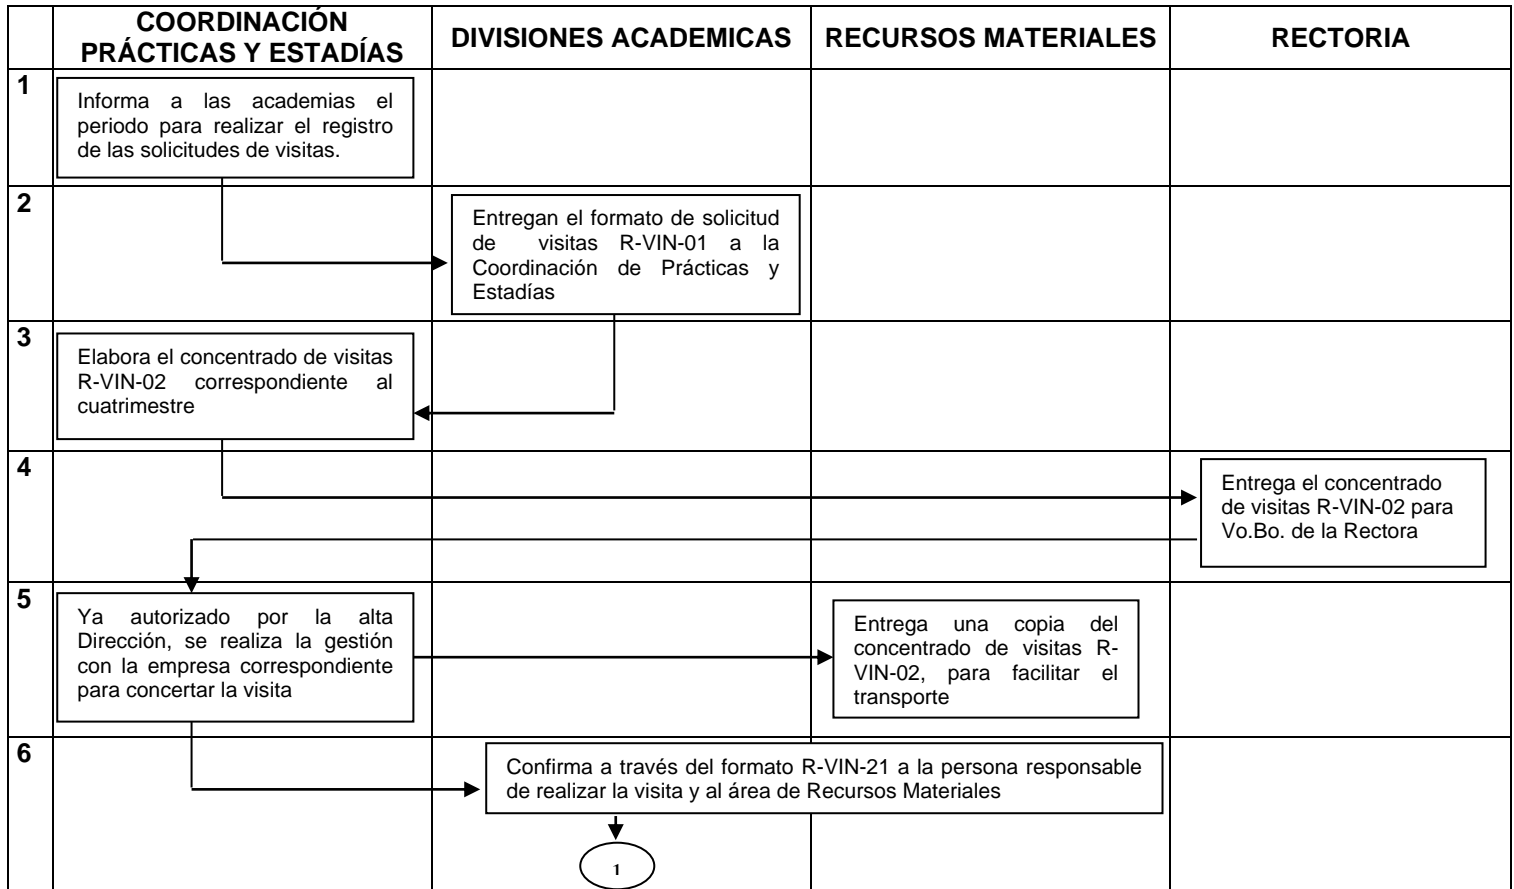 COORDINACIÓN
PRÁCTICAS Y ESTADÍAS
DIVISIONES ACADEMICAS
RECURSOS MATERIALES
RECTORIA
1
Informa a las academias el
periodo para realizar el registro
de las solicitudes de visitas.
2
Entregan el formato de solicitud
de visitas R-VIN-01 a la
Coordinación de Prácticas y
Estadías
3
Elabora el concentrado de visitas
R-VIN-02 correspondiente al
cuatrimestre
4
Entrega el concentrado
de visitas R-VIN-02 para
Vo.Bo. de la Rectora
5
Ya autorizado por la alta
Dirección, se realiza la gestión
con la empresa correspondiente
para concertar la visita
Entrega una copia del
concentrado de visitas R-
VIN-02, para facilitar el
transporte
6
Confirma a través del formato R-VIN-21 a la persona responsable
de realizar la visita y al área de Recursos Materiales
1